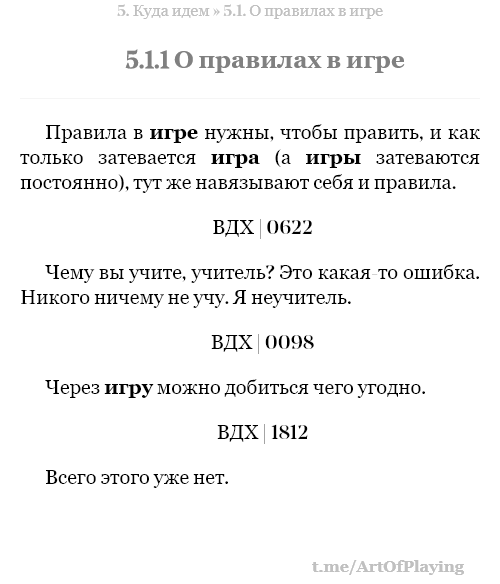 5. Куда идем » 5.1. О правилах в игре
5.1.1 О правилах в игре
Правила в игре нужны, чтобы править, и как
только затевается игра (а игры затеваются
постоянно), тут же навязывают себя и правила.
ВДХ | 0622
Чему вы учите, учитель? Это какая-то ошибка.
Никого ничему не учу. Я неучитель.
ВДХ | 0098
Через игру можно добиться чего угодно.
ВДХ | 1812
Всего этого уже нет.
t.me/ArtOfPlaying